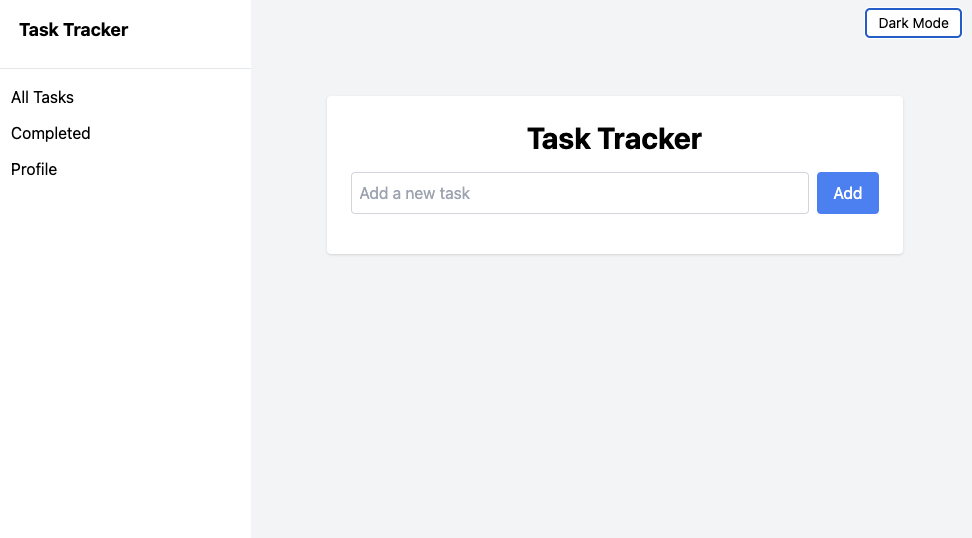 Task Tracker
All Tasks
Completed
Profile
Dark Mode
Task Tracker
Add a new task
Add